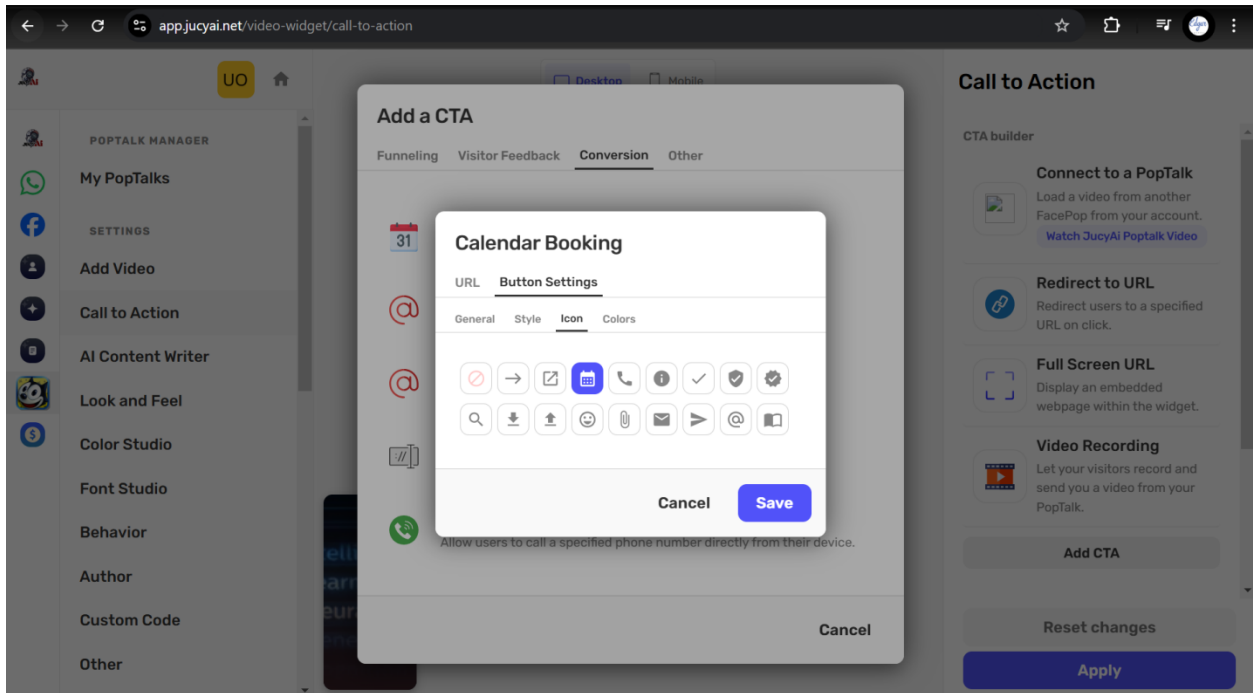 app.jucyai.net/video-widget/call-to-action
UO
POPTALK MANAGER
My PopTalks
SETTINGS
Add Video
Call to Action
AI Content Writer
Look and Feel
Color Studio
Font Studio
Behavior
Author
Custom Code
Other
Desktop
Mobile
Add a CTA
Funneling
Visitor Feedback
Conversion
Other
31
Calendar Booking
URL
Button Settings
General
Style
Icon
Colors
Cancel
Save
Allow users to call a specified phone number directly from their device.
Cancel
Call to Action
CTA builder
Connect to a PopTalk
Load a video from another
FacePop from your account.
Watch JucyAi Poptalk Video
Redirect to URL
Redirect users to a specified
URL on click.
Full Screen URL
Display an embedded
webpage within the widget.
Video Recording
Let your visitors record and
send you a video from your
PopTalk.
Add CTA
Reset changes
Apply